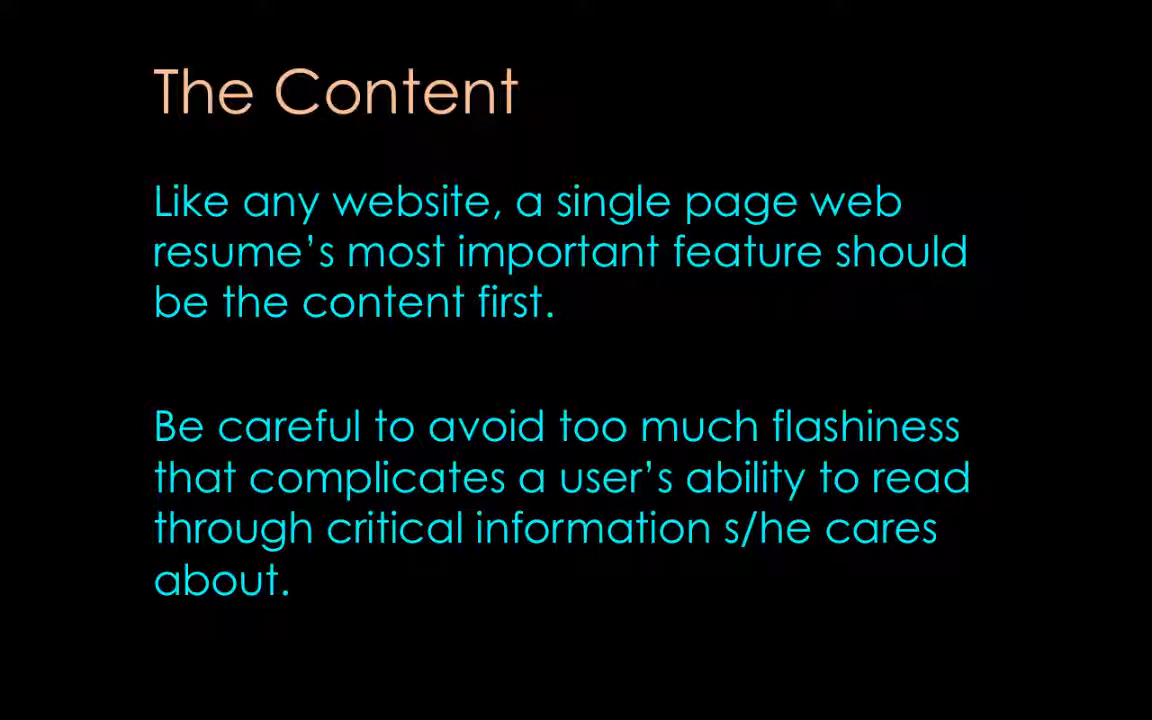 The Content
Like any website, a single page web
resume’s most important feature should
be the content first.
Be careful to avoid too much flashiness
that complicates a user’s ability to read
through critical information s/he cares
about.